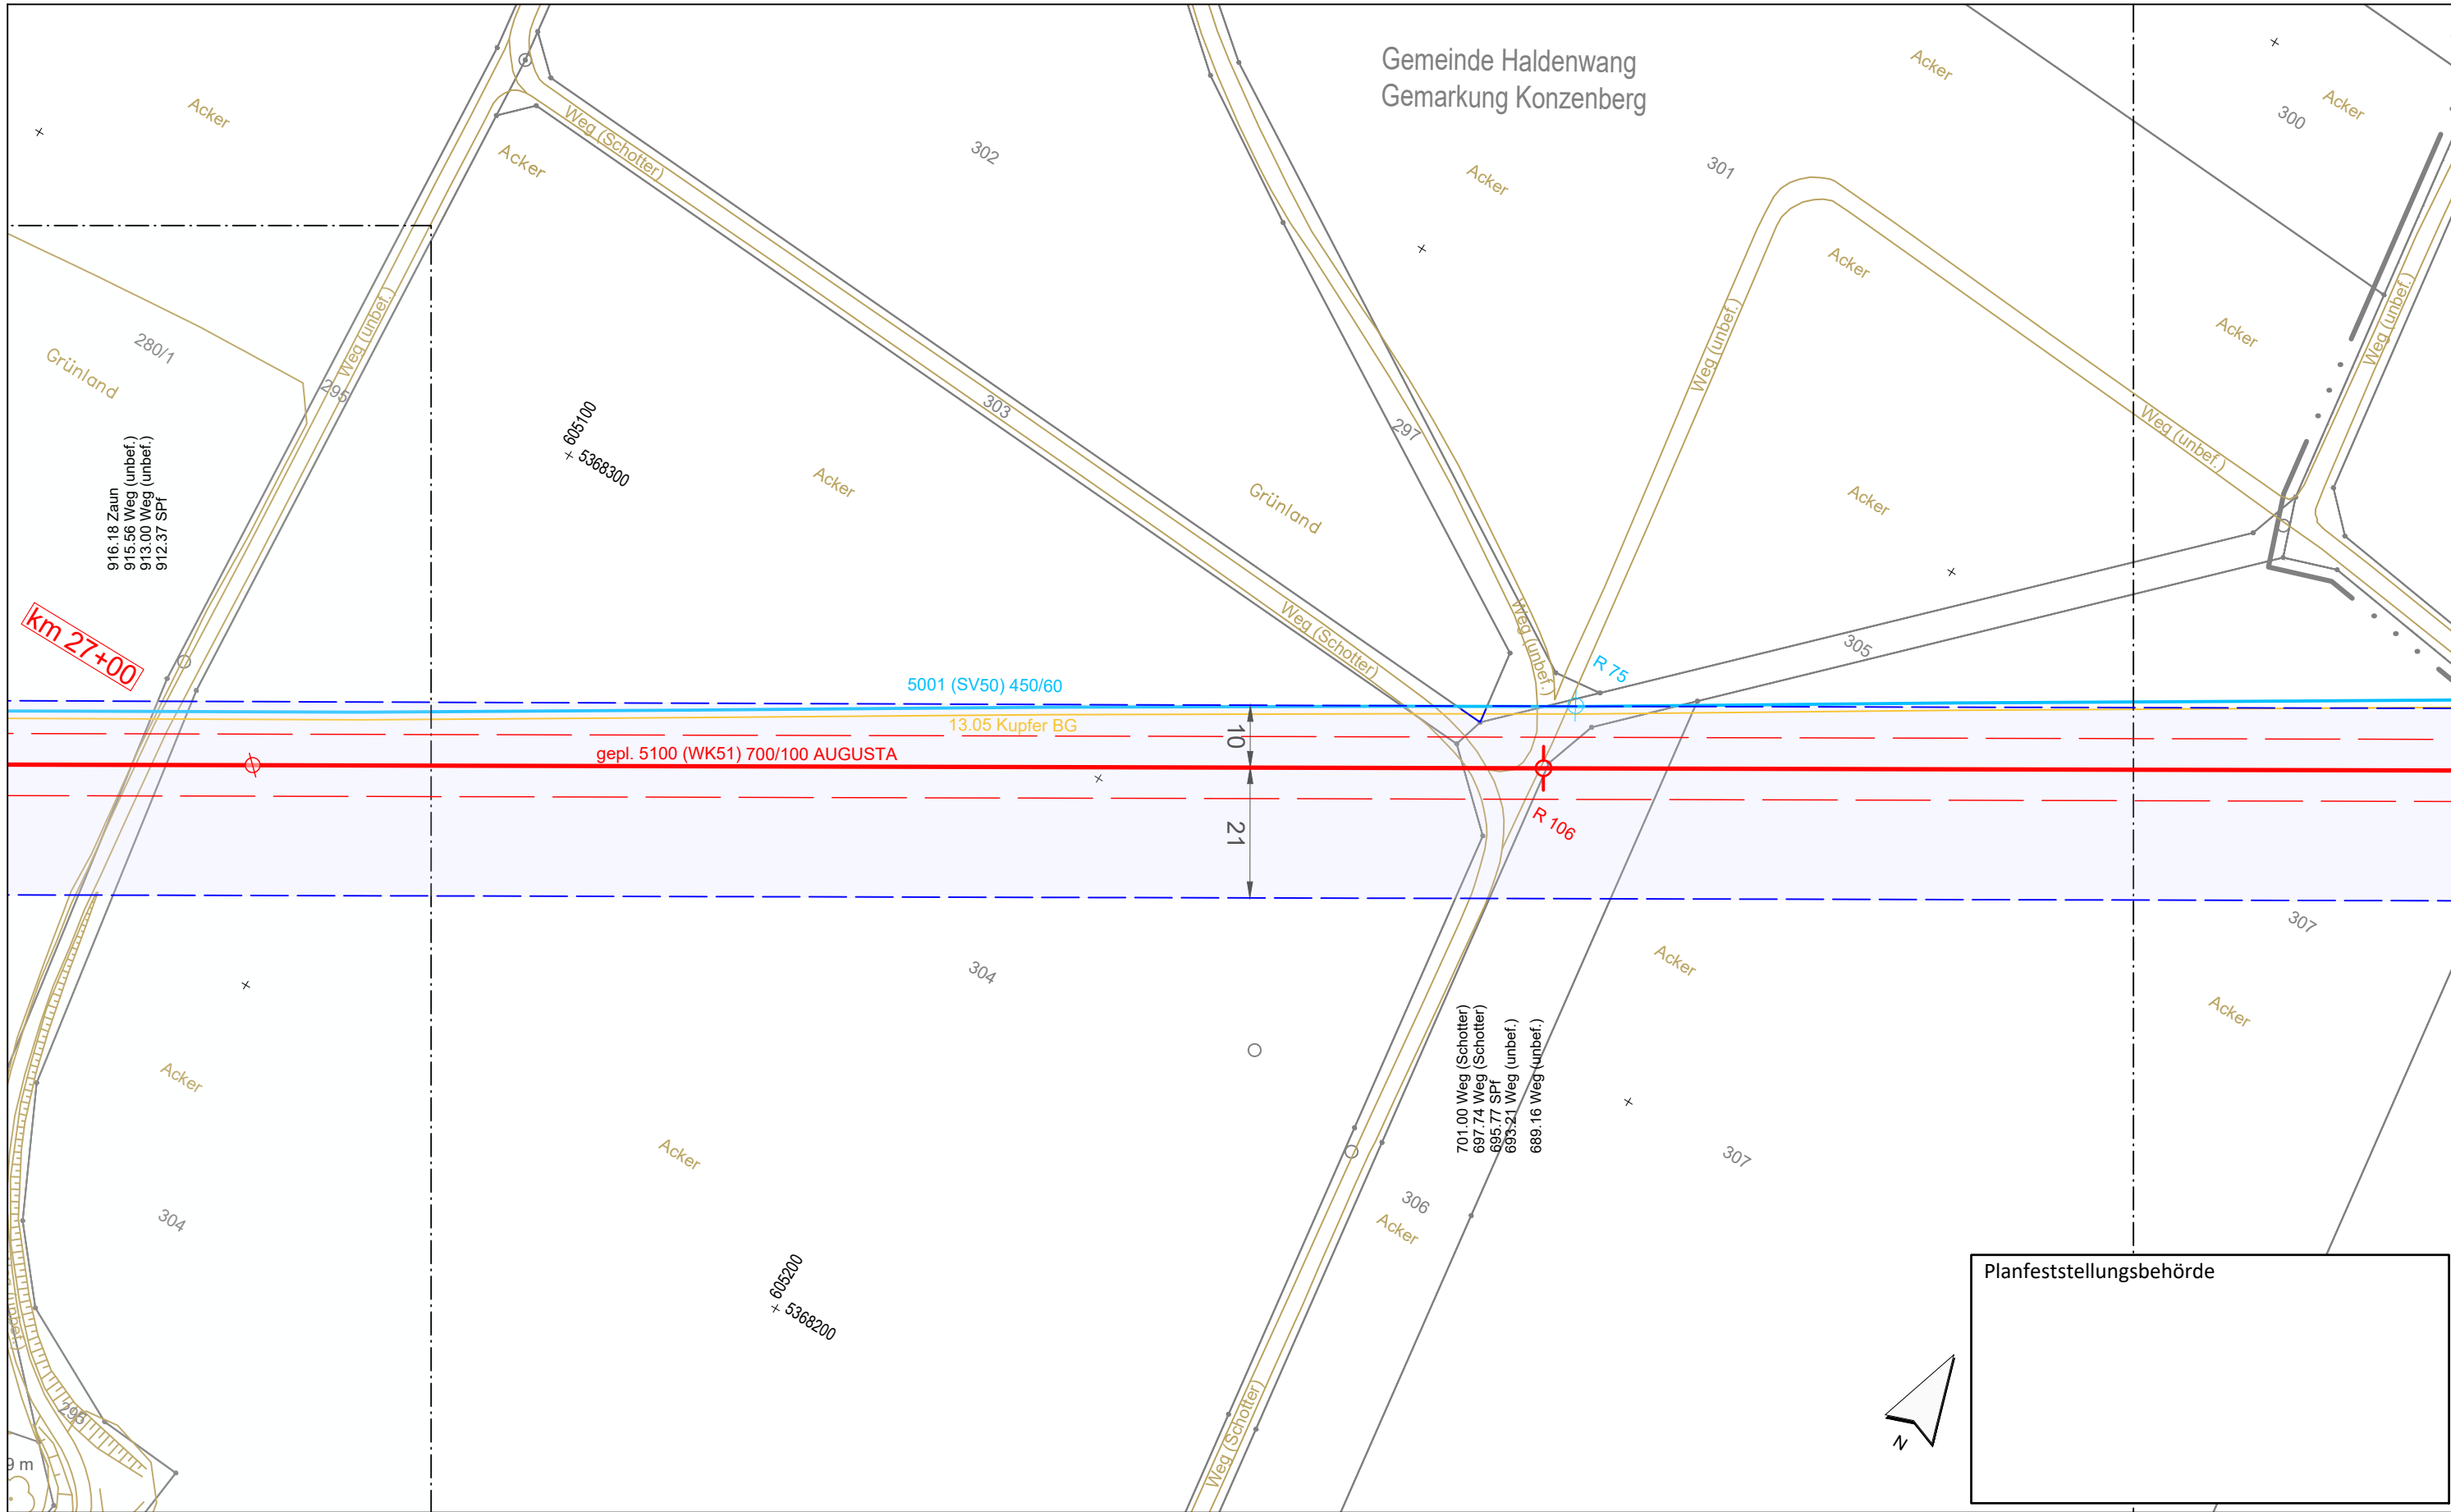 Gemeinde Haldenwang
Gemarkung Konzenberg
Acker
Acker
Acker
300
Acker
Weg (Schotter)
302
301
Acker
Acker
Acker
Weg (unbef.)
Weg (unbef.)
Weg (unbef.)
Acker
280/1
Grünland
295
303
297
605100
5368300
Acker
Grünland
Acker
Weg (unbef.)
916.18 Zaun
915.56 Weg (unbef.)
913.00 Weg (unbef.)
912.37 SPf
km 27+00
Weg (Schotter)
Weg (unbef.)
R 75
305
5001 (SV50) 450/60
13.05 Kupfer BG
gepl. 5100 (WK51) 700/100 AUGUSTA
10
21
R 106
304
Acker
307
Acker
701.00 Weg (Schotter)
697.74 Weg (Schotter)
695.77 SPf
693.21 Weg (unbef.)
689.16 Weg (unbef.)
Acker
Acker
307
304
306
Acker
605200
5368200
Planfeststellungsbehörde
Weg (Schotter)
N
295
9 m